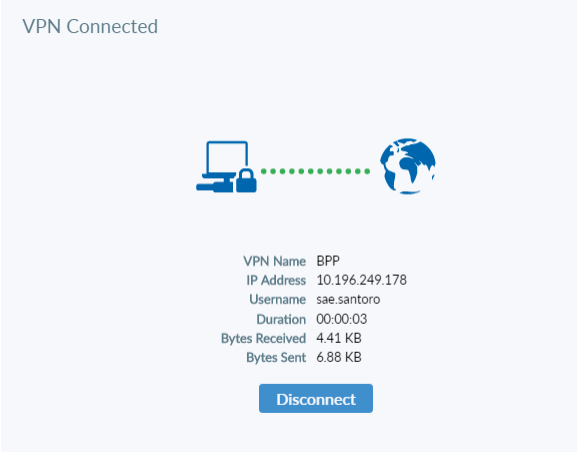 VPN Connected
VPN Name BPP
IP Address 10.196.249.178
Username sae.santoro
Duration 00:00:03
Bytes Received 4.41 KB
Bytes Sent 6.88 KB
Disconnect